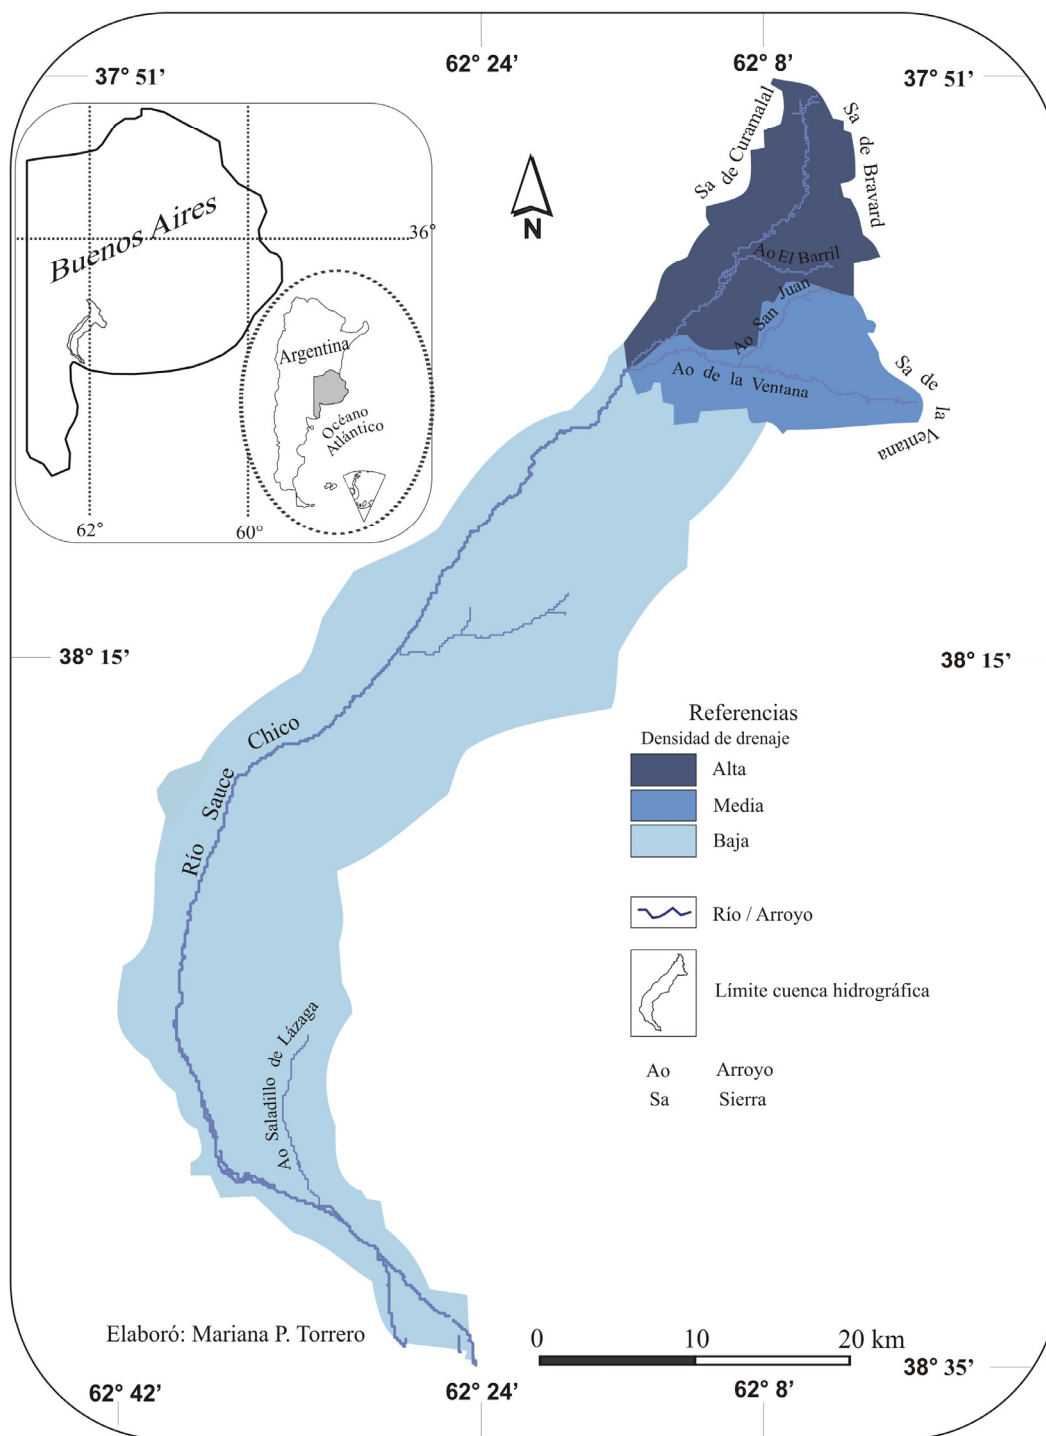 62° 24’
62° 8’
37° 51’
37° 51’
Sa de Curamalal
Sa de Bravard
Buenos Aires
36°
N
Ao El Barril
Ao San Juan
Argentina
Ao de la Ventana
Sa de la Ventana
Océano
Atlántico
62°
60°
38° 15’
38° 15’
Río Sauce Chico
Referencias
Densidad de drenaje
Alta
Media
Baja
Río / Arroyo
Límite cuenca hidrográfica
Ao Arroyo
Sa Sierra
Ao Saladillo de Lázaga
Elaboró: Mariana P. Torrero
0 10 20 km
38° 35’
62° 42’
62° 24’
62° 8’